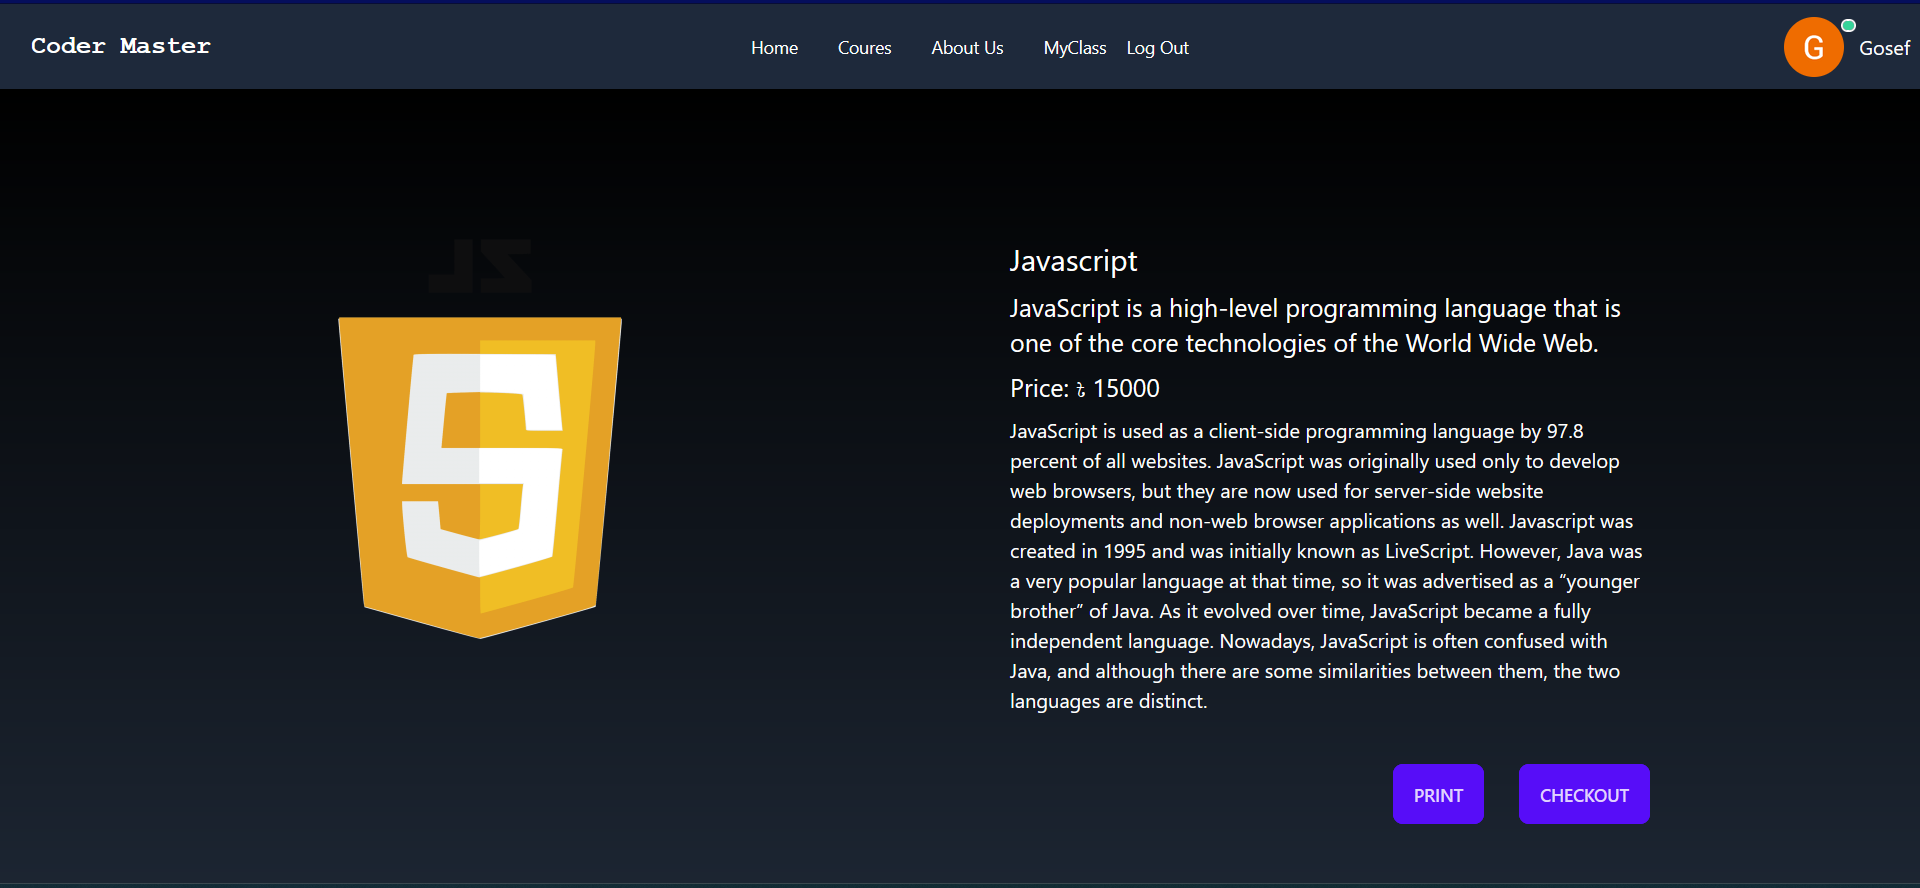 Coder Master
Home Coures About Us MyClass Log Out
G Gosef
JS
S
Javascript
JavaScript is a high-level programming language that is
one of the core technologies of the World Wide Web.
Price: ৳ 15000
JavaScript is used as a client-side programming language by 97.8
percent of all websites. JavaScript was originally used only to develop
web browsers, but they are now used for server-side website
deployments and non-web browser applications as well. Javascript was
created in 1995 and was initially known as LiveScript. However, Java was
a very popular language at that time, so it was advertised as a “younger
brother” of Java. As it evolved over time, JavaScript became a fully
independent language. Nowadays, JavaScript is often confused with
Java, and although there are some similarities between them, the two
languages are distinct.
PRINT CHECKOUT